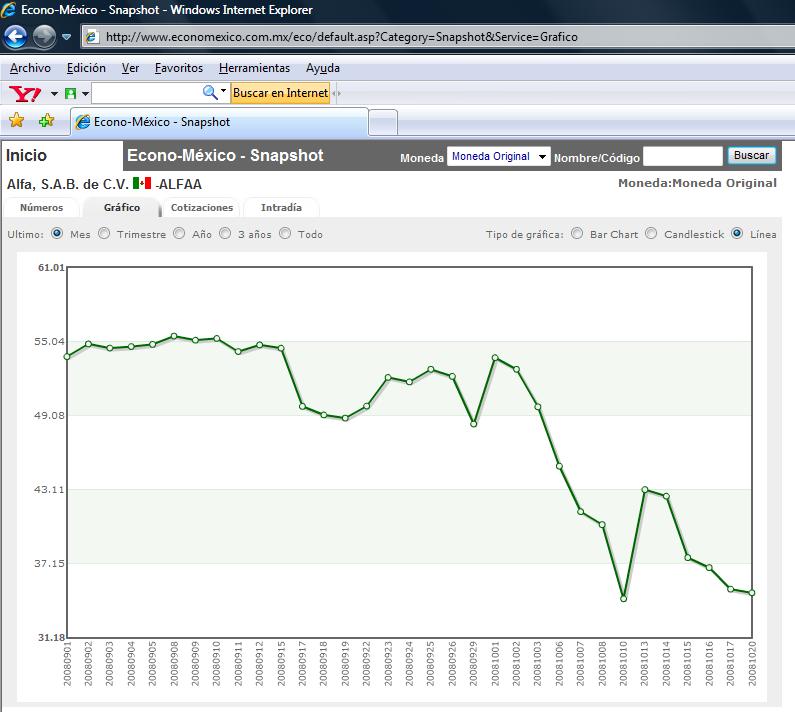 Econo-México - Snapshot - Windows Internet Explorer
http://www.economexico.com.mx/eco/default.asp?Category=Snapshot&Service=Grafico
Archivo Edición Ver Favoritos Herramientas Ayuda
Y! Buscar en Internet
Econo-México - Snapshot
Inicio Econo-México - Snapshot Moneda Moneda Original Nombre/Código Buscar
Alfa, S.A.B. de C.V. -ALFAA Moneda:Moneda Original
Números Gráfico Cotizaciones Intradía
Ultimo: Mes Trimestre Año 3 años Todo Tipo de gráfica: Bar Chart Candlestick Línea
61.01
55.04
49.08
43.11
37.15
31.18
20080901 20080902 20080903 20080904 20080905 20080908 20080909 20080910 20080911 20080912 20080915 20080917 20080918 20080919 20080922 20080923 20080924 20080925 20080926 20080929 20081001 20081002 20081003 20081006 20081007 20081008 20081010 20081013 20081014 20081015 20081016 20081017 20081020